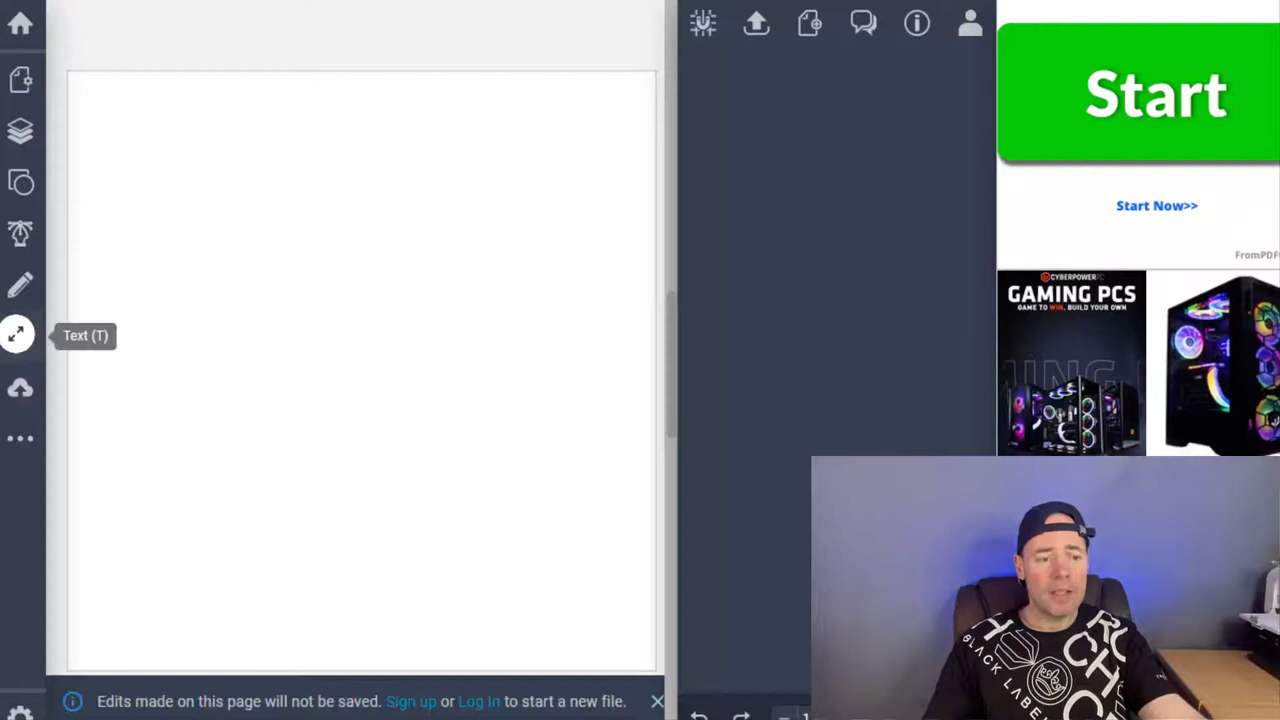 Start
Start Now>>
FromPDF
CYBERPOWERPC
GAMING PCS
GAME TO WIN, BUILD YOUR OWN
Text (T)
Edits made on this page will not be saved. Sign up or Log In to start a new file.
BLACK LABEL